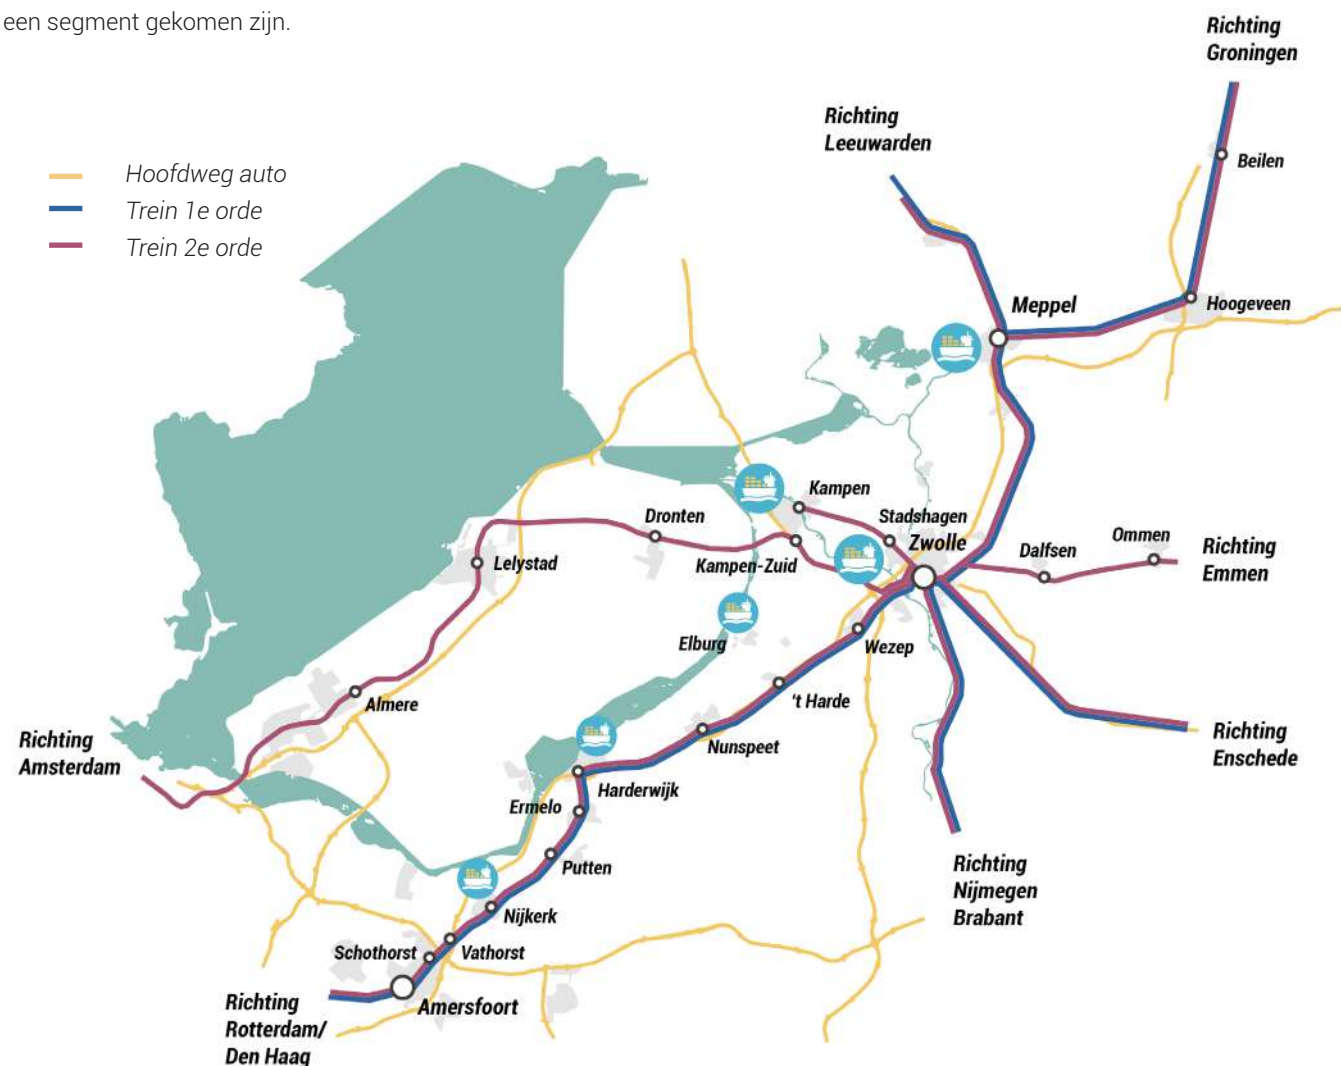 een segment gekomen zijn.
Hoofdweg auto
Trein 1e orde
Trein 2e orde
Richting
Groningen
Richting
Leeuwarden
Beilen
Meppel
Hoogeveen
Kampen
Stadshagen
Zwolle
Dronten
Dalfsen
Ommen
Richting
Emmen
Lelystad
Kampen-Zuid
Elburg
Wezep
Almere
't Harde
Richting
Amsterdam
Nunspeet
Richting
Enschede
Harderwijk
Ermelo
Putten
Richting
Nijmegen
Brabant
Nijkerk
Schothorst
Vathorst
Amersfoort
Richting
Rotterdam/
Den Haag